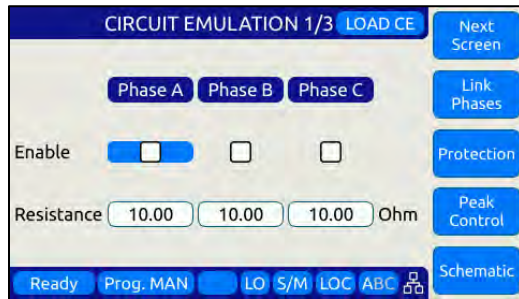 CIRCUIT EMULATION 1/3 LOAD CE
Next
Screen
Phase A Phase B Phase C
Link
Phases
Enable
Protection
Resistance 10.00 10.00 10.00 Ohm
Peak
Control
Ready Prog. MAN LO S/M LOC ABC
Schematic